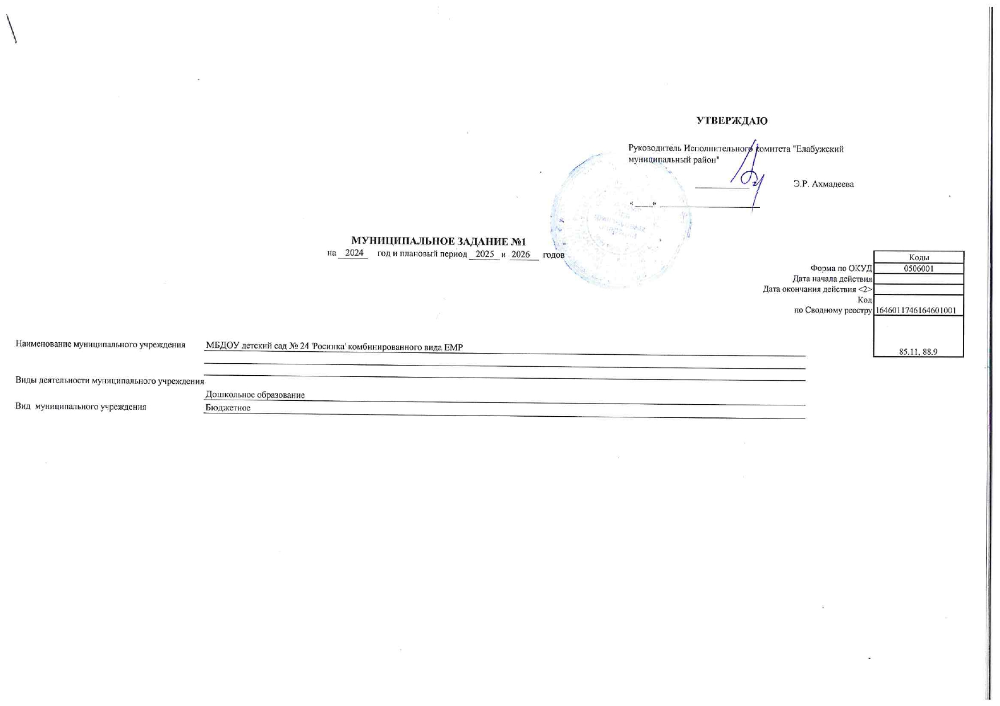 УТВЕРЖДАЮ
Руководитель Исполнительного комитета "Елабужский
муниципальный район"
Э.Р. Ахмадеева
«____»
МУНИЦИПАЛЬНОЕ ЗАДАНИЕ №1
на 2024 год и плановый период 2025 и 2026 годов
Коды
Форма по ОКУД 0506001
Дата начала действия
Дата окончания действия <2>
Код
по Сводному реестру 1646011746164601001
Наименование муниципального учреждения МБДОУ детский сад № 24 'Росинка' комбинированного вида ЕМР
85.11, 88.9
Виды деятельности муниципального учреждения
Дошкольное образование
Вид муниципального учреждения Бюджетное